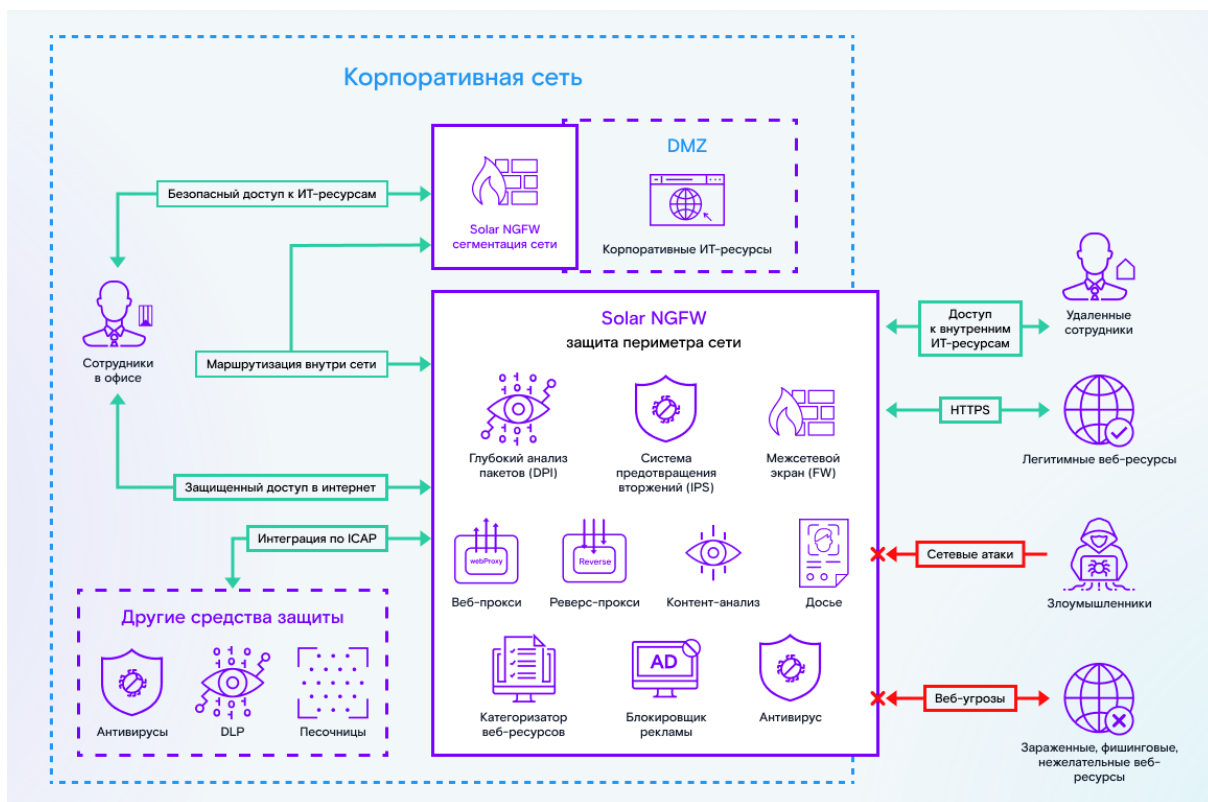 Корпоративная сеть
DMZ
Безопасный доступ к ИТ-ресурсам
Solar NGFW
сегментация сети
Корпоративные ИТ-ресурсы
Solar NGFW
защита периметра сети
Доступ
к внутренним
ИТ-ресурсам
Удаленные
сотрудники
Сотрудники
в офисе
Маршрутизация внутри сети
HTTPS
Глубокий анализ
пакетов (DPI)
Система
предотвращения
вторжений (IPS)
Межсетевой
экран (FW)
Легитимные веб-ресурсы
Защищенный доступ в интернет
Интеграция по ICAP
webProxy
Reverse
Сетевые атаки
Веб-прокси
Реверс-прокси
Контент-анализ
Досье
Злоумышленники
Другие средства защиты
AD
Веб-угрозы
Антивирусы
DLP
Песочницы
Категоризатор
веб-ресурсов
Блокировщик
рекламы
Антивирус
Зараженные, фишинговые,
нежелательные веб-
ресурсы